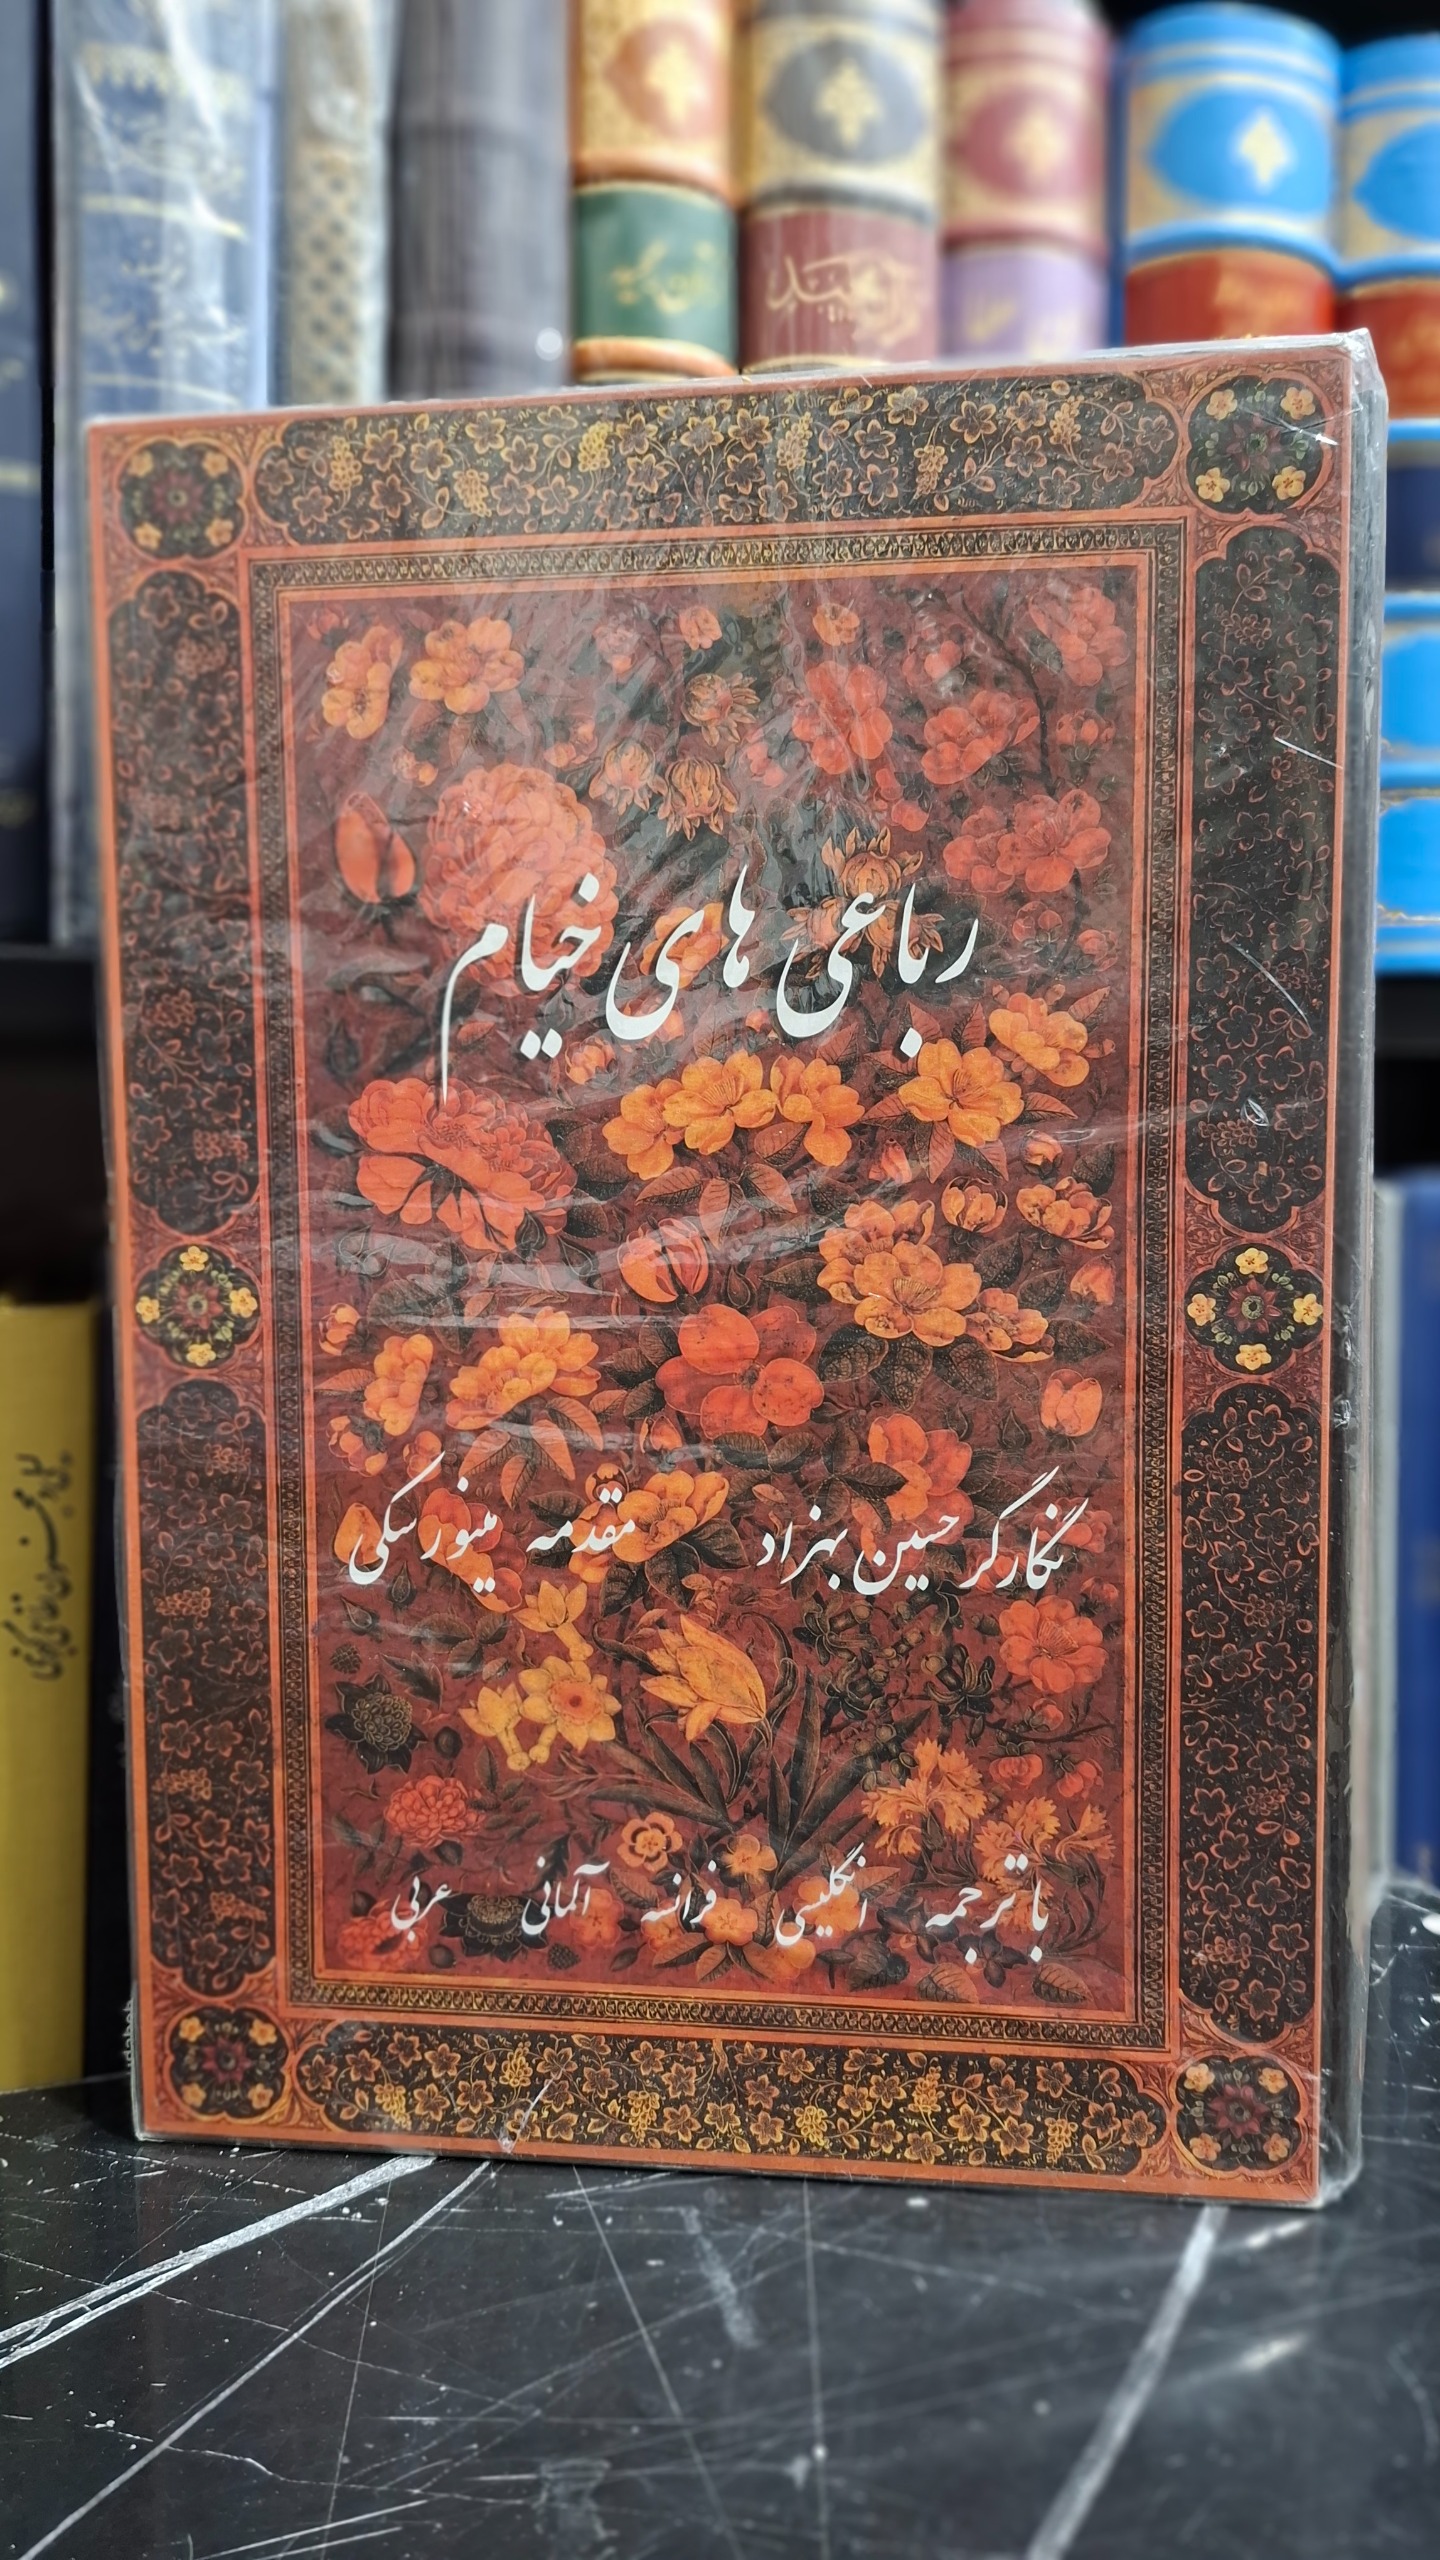 رباعی های خیام
نگارگر حسین بهزاد مقدمه مینورسکی
با ترجمه انگلیسی فرانسه آلمانی عربی